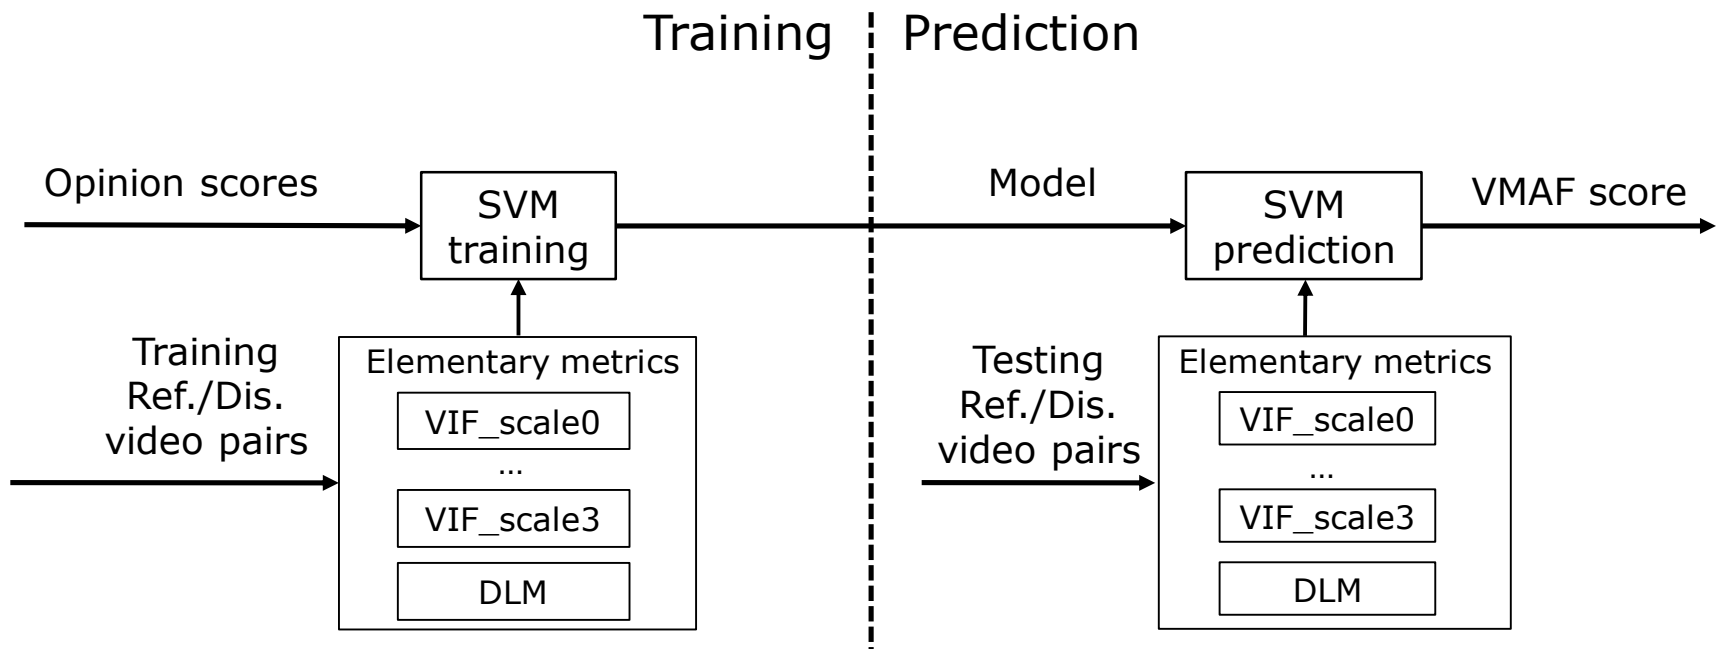 Training
Prediction
Opinion scores
SVM
training
Model
SVM
prediction
VMAF score
Training
Ref./Dis.
video pairs
Elementary metrics
VIF_scale0
...
VIF_scale3
DLM
Testing
Ref./Dis.
video pairs
Elementary metrics
VIF_scale0
...
VIF_scale3
DLM